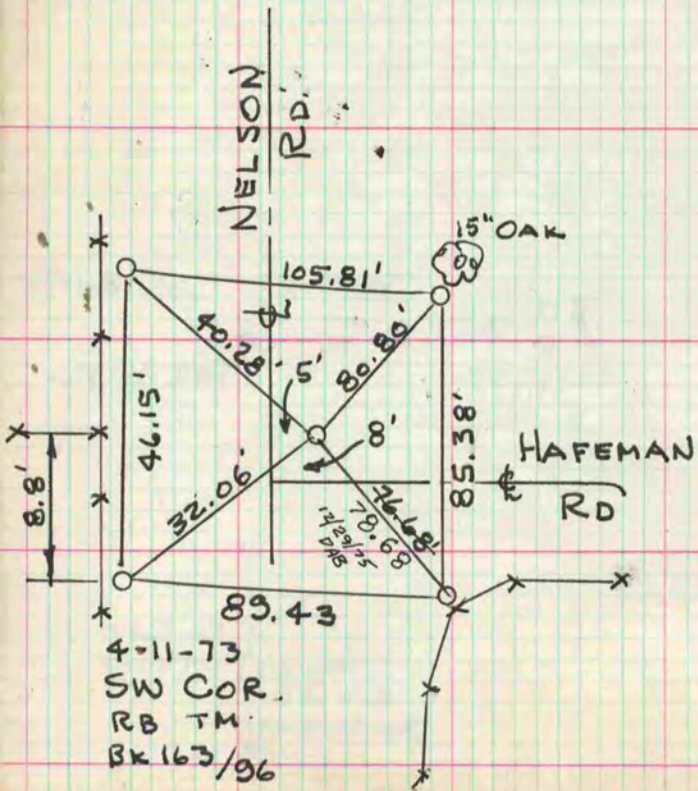 NELSON
RD.
15" OAK
105.81'
℄
40.28'
5'
80.80'
46.15'
8'
85.38'
HAFEMAN
℄
RD
8.8'
32.06'
76.68'
78.68
12/29/75
DAB
89.43
4-11-73
SW COR.
RB TM.
BK 163/96